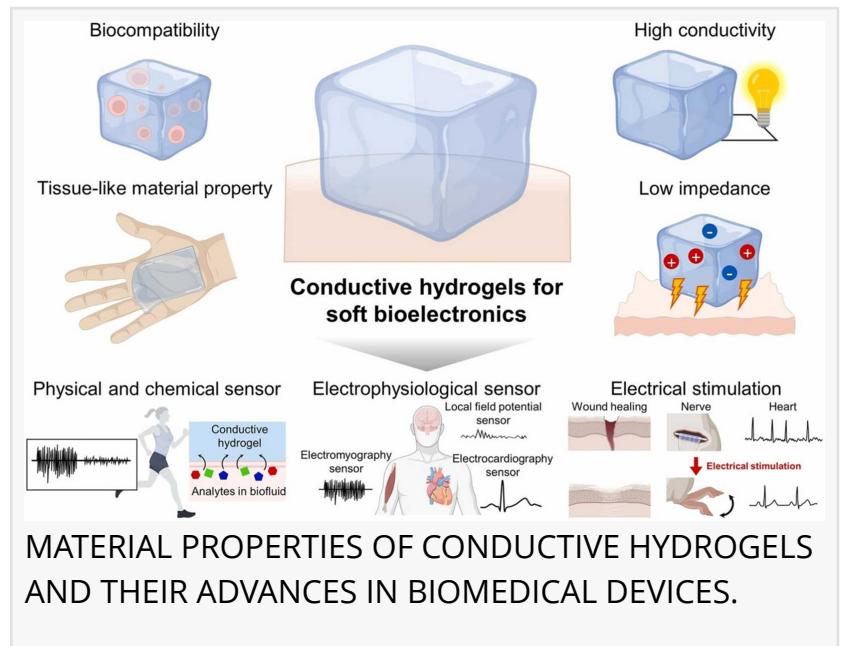 Biocompatibility
High conductivity
Tissue-like material property
Low impedance
+
+
+
-
-
Conductive hydrogels for
soft bioelectronics
Physical and chemical sensor
Conductive
hydrogel
Analytes in biofluid
Electrophysiological sensor
Local field potential
sensor
Electromyography
sensor
Electrocardiography
sensor
Electrical stimulation
Wound healing
Nerve
Heart
Electrical stimulation
MATERIAL PROPERTIES OF CONDUCTIVE HYDROGELS
AND THEIR ADVANCES IN BIOMEDICAL DEVICES.